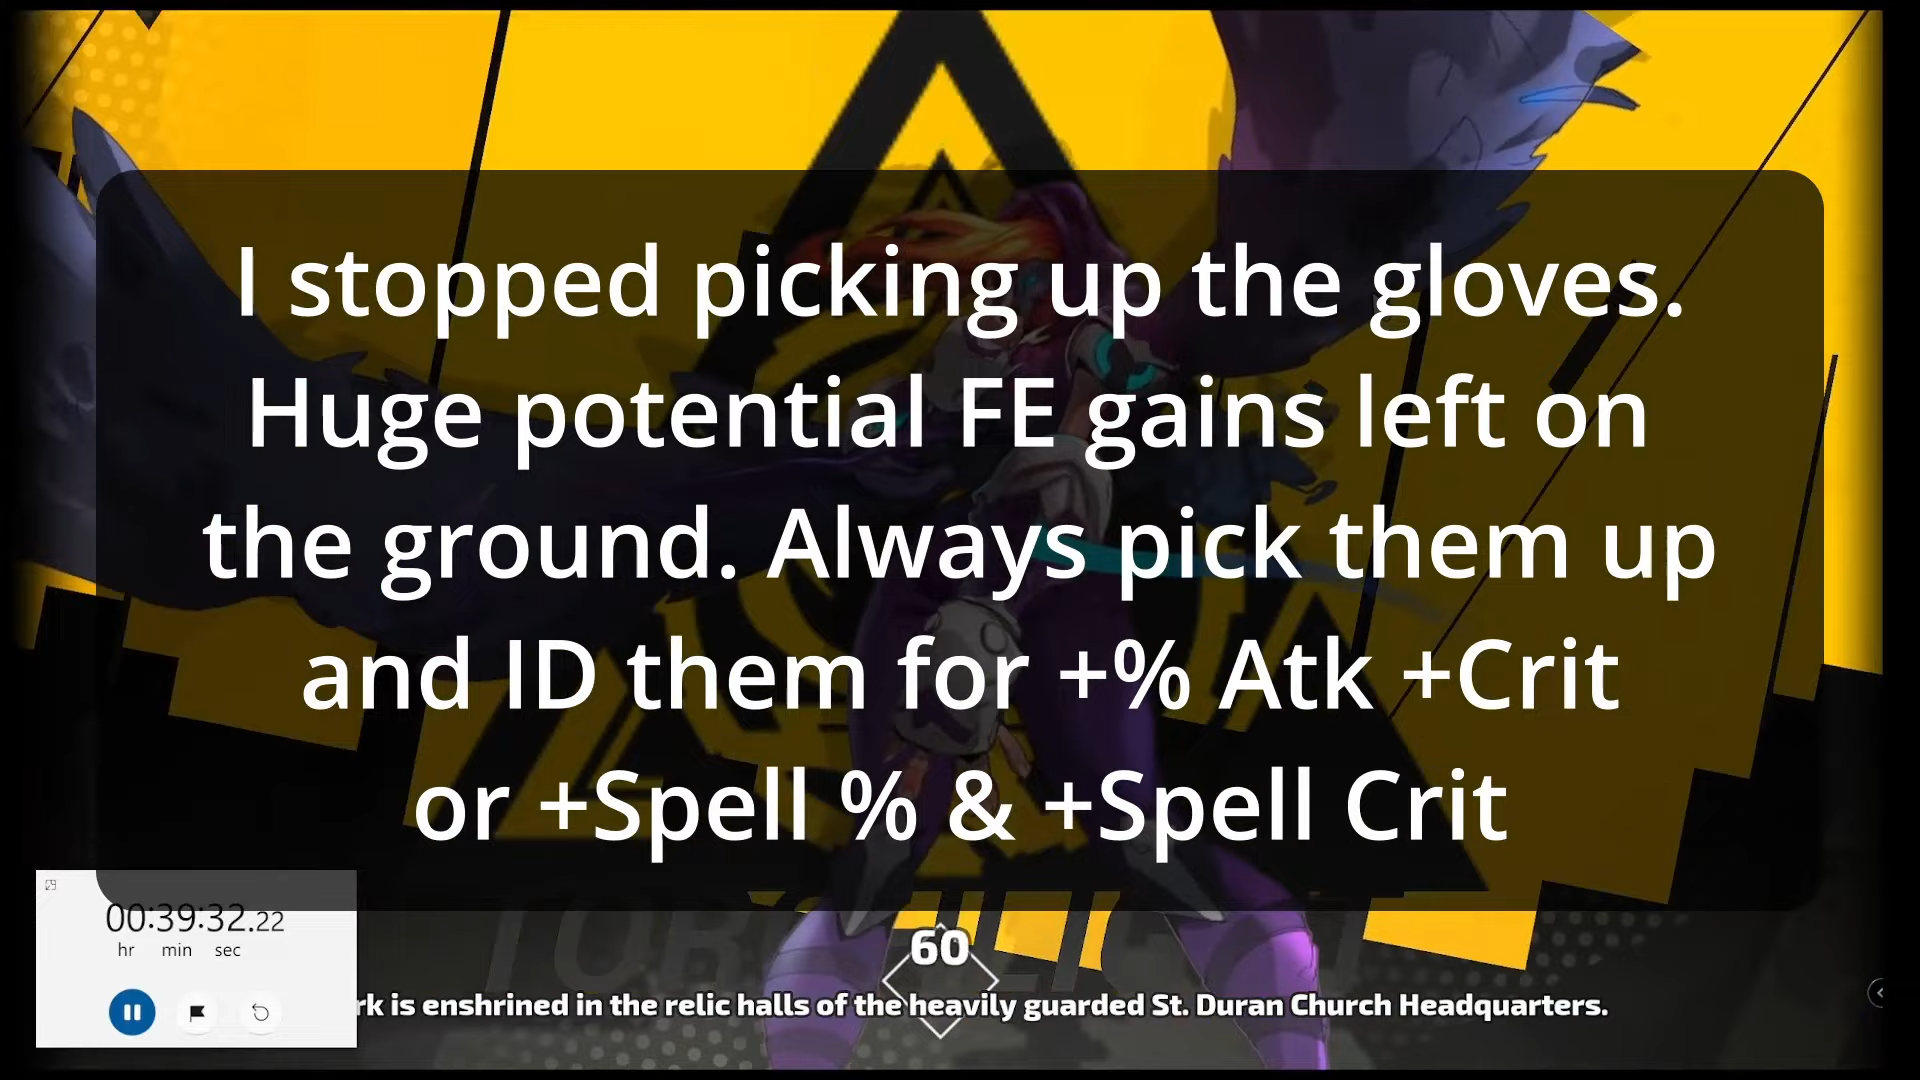 I stopped picking up the gloves.
Huge potential FE gains left on
the ground. Always pick them up
and ID them for +% Atk +Crit
or +Spell % & +Spell Crit
00:39:32.22
hr min sec
60
is enshrined in the relic halls of the heavily guarded St. Duran Church Headquarters.